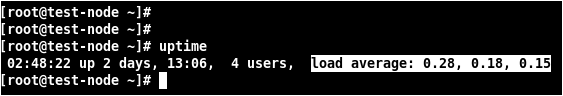 [root@test-node ~]#
[root@test-node ~]#
[root@test-node ~]# uptime
 02:48:22 up 2 days, 13:06,  4 users,  load average: 0.28, 0.18, 0.15
[root@test-node ~]#